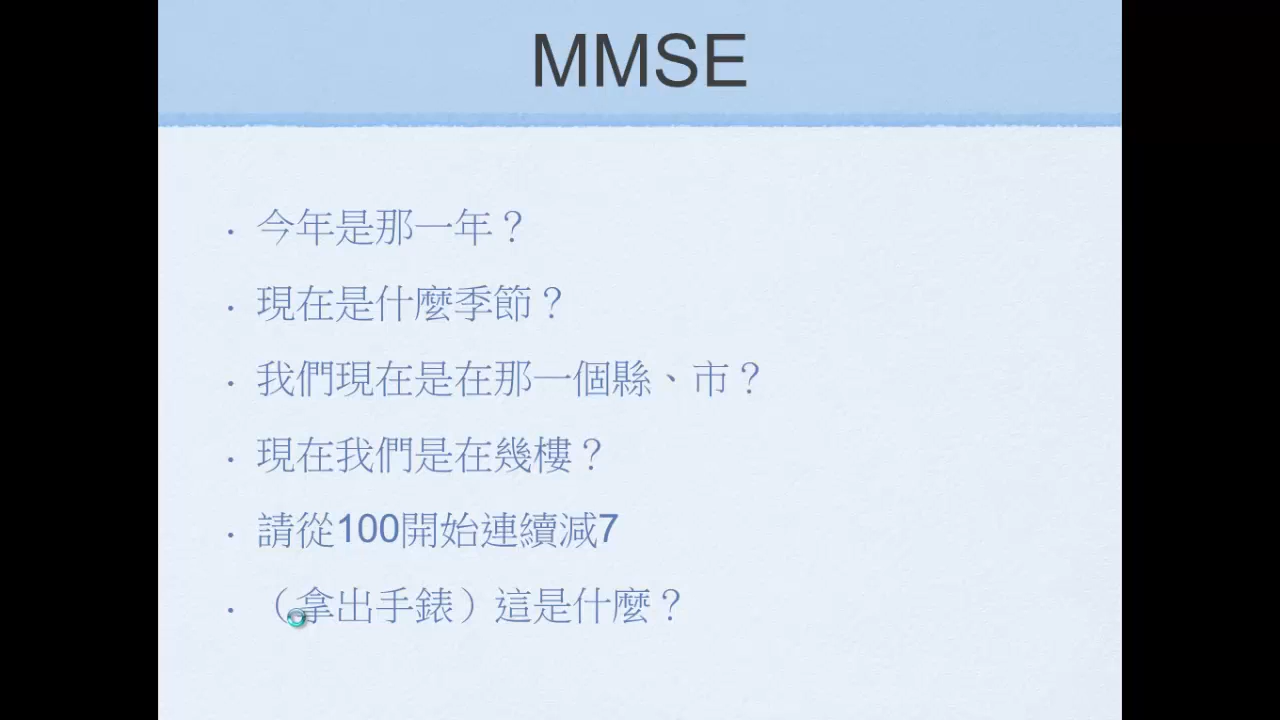 MMSE
· 今年是那一年？
· 現在是什麼季節？
· 我們現在是在那一個縣、市？
· 現在我們是在幾樓？
· 請從100開始連續減7
· （拿出手錶）這是什麼？